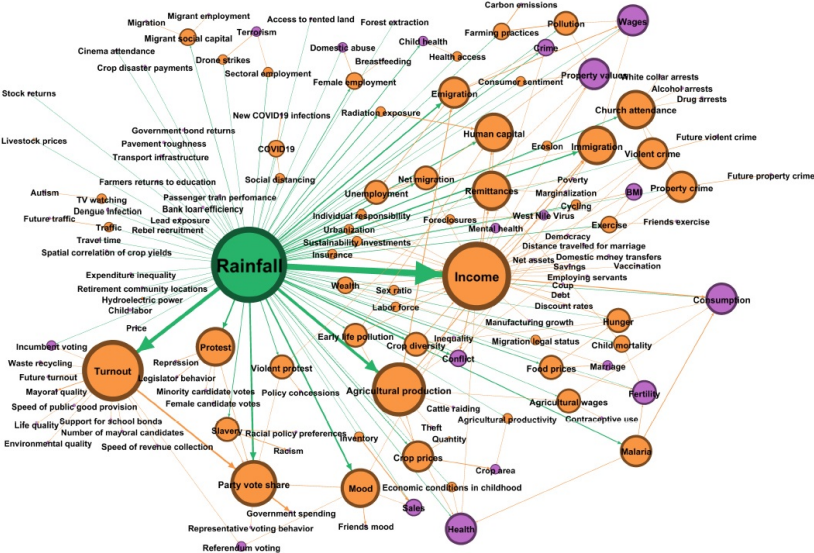 Carbon emissions
Migrant employment
Migration
Access to rented land
Forest extraction
Pollution
Wages
Terrorism
Farming practices
Migrant social capital
Child health
Cinema attendance
Domestic abuse
Crime
Drone strikes
Breastfeeding
Health access
Crop disaster payments
Sectoral employment
Female employment
Consumer sentiment
Property values
White collar arrests
Stock returns
Emigration
Alcohol arrests
Drug arrests
Church attendance
Radiation exposure
New COVID19 infections
Government bond returns
Human capital
Future violent crime
Livestock prices
Pavement roughness
COVID19
Erosion
Immigration
Violent crime
Transport infrastructure
Future property crime
Social distancing
Net migration
Poverty
Farmers returns to education
Unemployment
Remittances
Marginalization
BMI
Property crime
Autism
TV watching
Passenger train perfomance
Cycling
Dengue infection
Bank loan efficiency
Individual responsibility
Foreclosures
West Nile Virus
Future traffic
Lead exposure
Traffic
Rebel recruitment
Urbanization
Mental health
Exercise
Friends exercise
Travel time
Sustainability investments
Democracy
Spatial correlation of crop yields
Insurance
Distance travelled for marriage
Net assets
Domestic money transfers
Rainfall
Savings
Vaccination
Expenditure inequality
Income
Employing servants
Retirement community locations
Wealth
Sex ratio
Coup
Debt
Consumption
Hydroelectric power
Labor force
Discount rates
Child labor
Manufacturing growth
Hunger
Price
Early life pollution
Inequality
Migration legal status
Incumbent voting
Protest
Crop diversity
Child mortality
Conflict
Waste recycling
Repression
Violent protest
Food prices
Marriage
Turnout
Future turnout
Legislator behavior
Mayoral quality
Minority candidate votes
Policy concessions
Agricultural production
Fertility
Female candidate votes
Agricultural wages
Speed of public good provision
Cattle raiding
Support for school bonds
Agricultural productivity
Contraceptive use
Life quality
Theft
Number of mayoral candidates
Slavery
Racial policy preferences
Inventory
Quantity
Environmental quality
Speed of revenue collection
Racism
Crop prices
Malaria
Crop area
Party vote share
Mood
Economic conditions in childhood
Government spending
Sales
Representative voting behavior
Friends mood
Health
Referendum voting